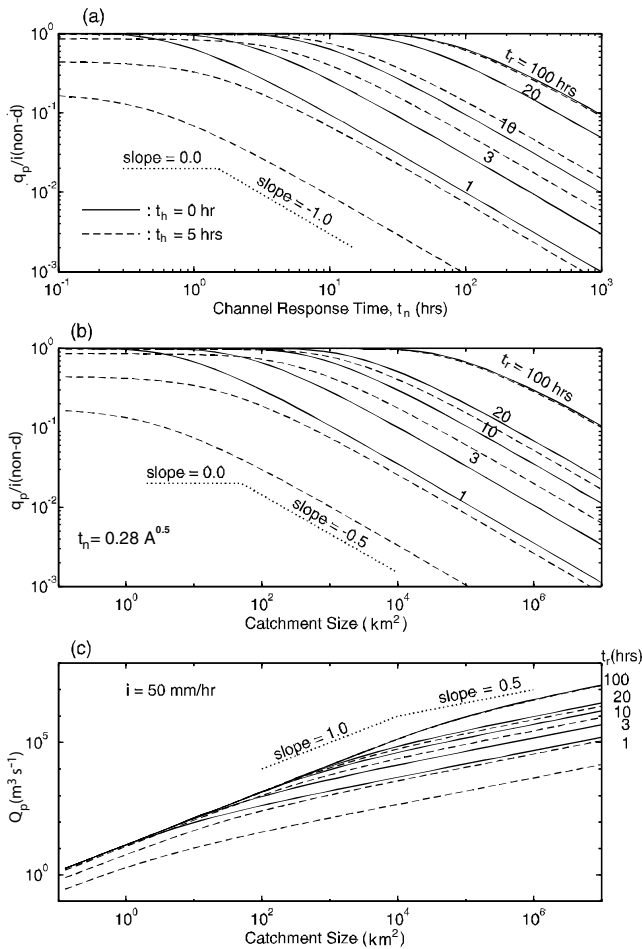 (a)
10^0
10^-1
10^-2
10^-3
q_p/i(non-d)
t_r = 100 hrs
20
10
3
1
slope = 0.0
slope = -1.0
: t_h = 0 hr
: t_h = 5 hrs
10^-1 10^0 10^1 10^2 10^3
Channel Response Time, t_n (hrs)
(b)
10^0
10^-1
10^-2
10^-3
q_p/i(non-d)
t_r = 100 hrs
20
10
3
1
slope = 0.0
slope = -0.5
t_n = 0.28 A^0.5
10^0 10^2 10^4 10^6
Catchment Size ( km^2)
(c)
t_r(hrs)
i = 50 mm/hr
slope = 1.0
slope = 0.5
100
20
10
3
1
10^5
10^0
Q_p(m^3 s^-1)
10^0 10^2 10^4 10^6
Catchment Size (km^2)